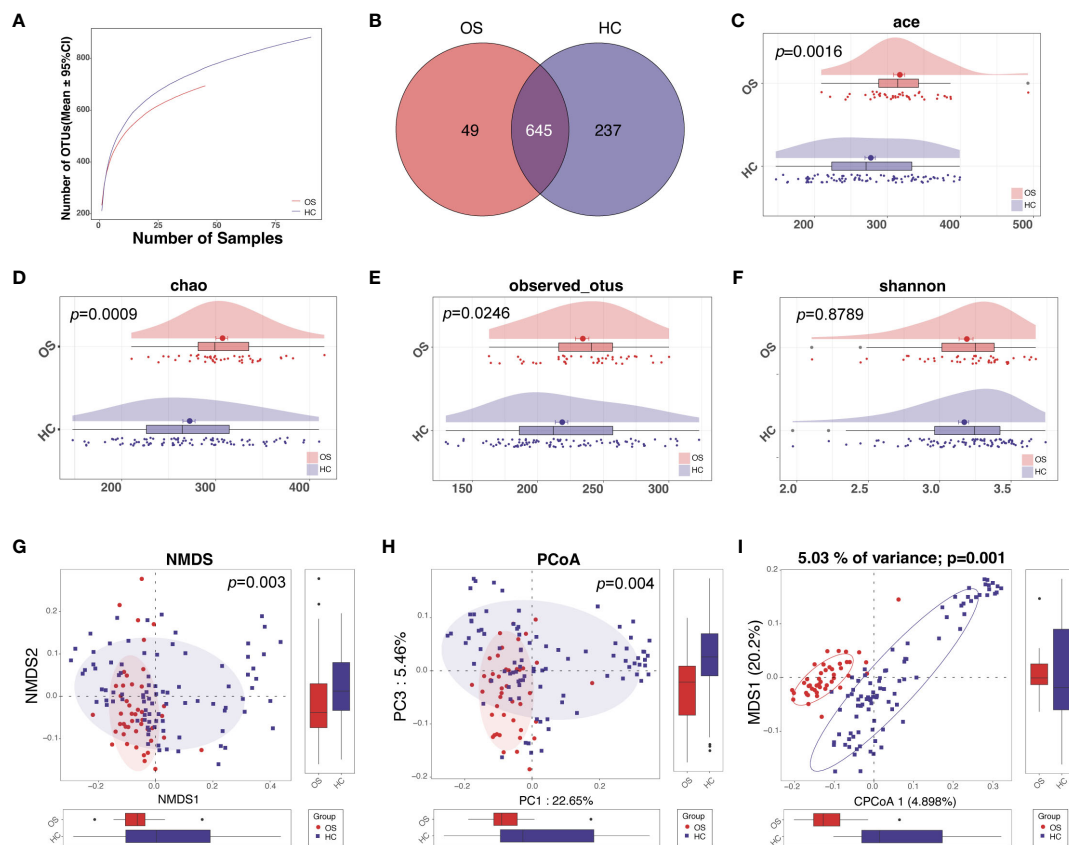 A
Number of OTUs(Mean ± 95%CI)
800
600
400
200
0
25
50
75
Number of Samples
OS
HC
B
OS
HC
49
645
237
C
ace
p=0.0016
OS
HC
200
300
400
500
OS
HC
D
chao
p=0.0009
OS
HC
200
300
400
OS
HC
E
observed_otus
p=0.0246
OS
HC
150
200
250
300
OS
HC
F
shannon
p=0.8789
OS
HC
2.0
2.5
3.0
3.5
OS
HC
G
NMDS
p=0.003
NMDS2
0.2
0.1
0.0
−0.1
−0.2
0.0
0.2
0.4
NMDS1
OS
HC
OS
HC
Group
OS
HC
H
PCoA
p=0.004
PC3 : 5.46%
0.1
0.0
−0.1
−0.2
−0.2
0.0
0.2
PC1 : 22.65%
OS
HC
OS
HC
Group
OS
HC
I
5.03 % of variance; p=0.001
MDS1 (20.2%)
0.2
0.1
0.0
−0.1
−0.2
−0.1
0.0
0.1
0.2
0.3
CPCoA 1 (4.898%)
OS
HC
OS
HC
Group
OS
HC